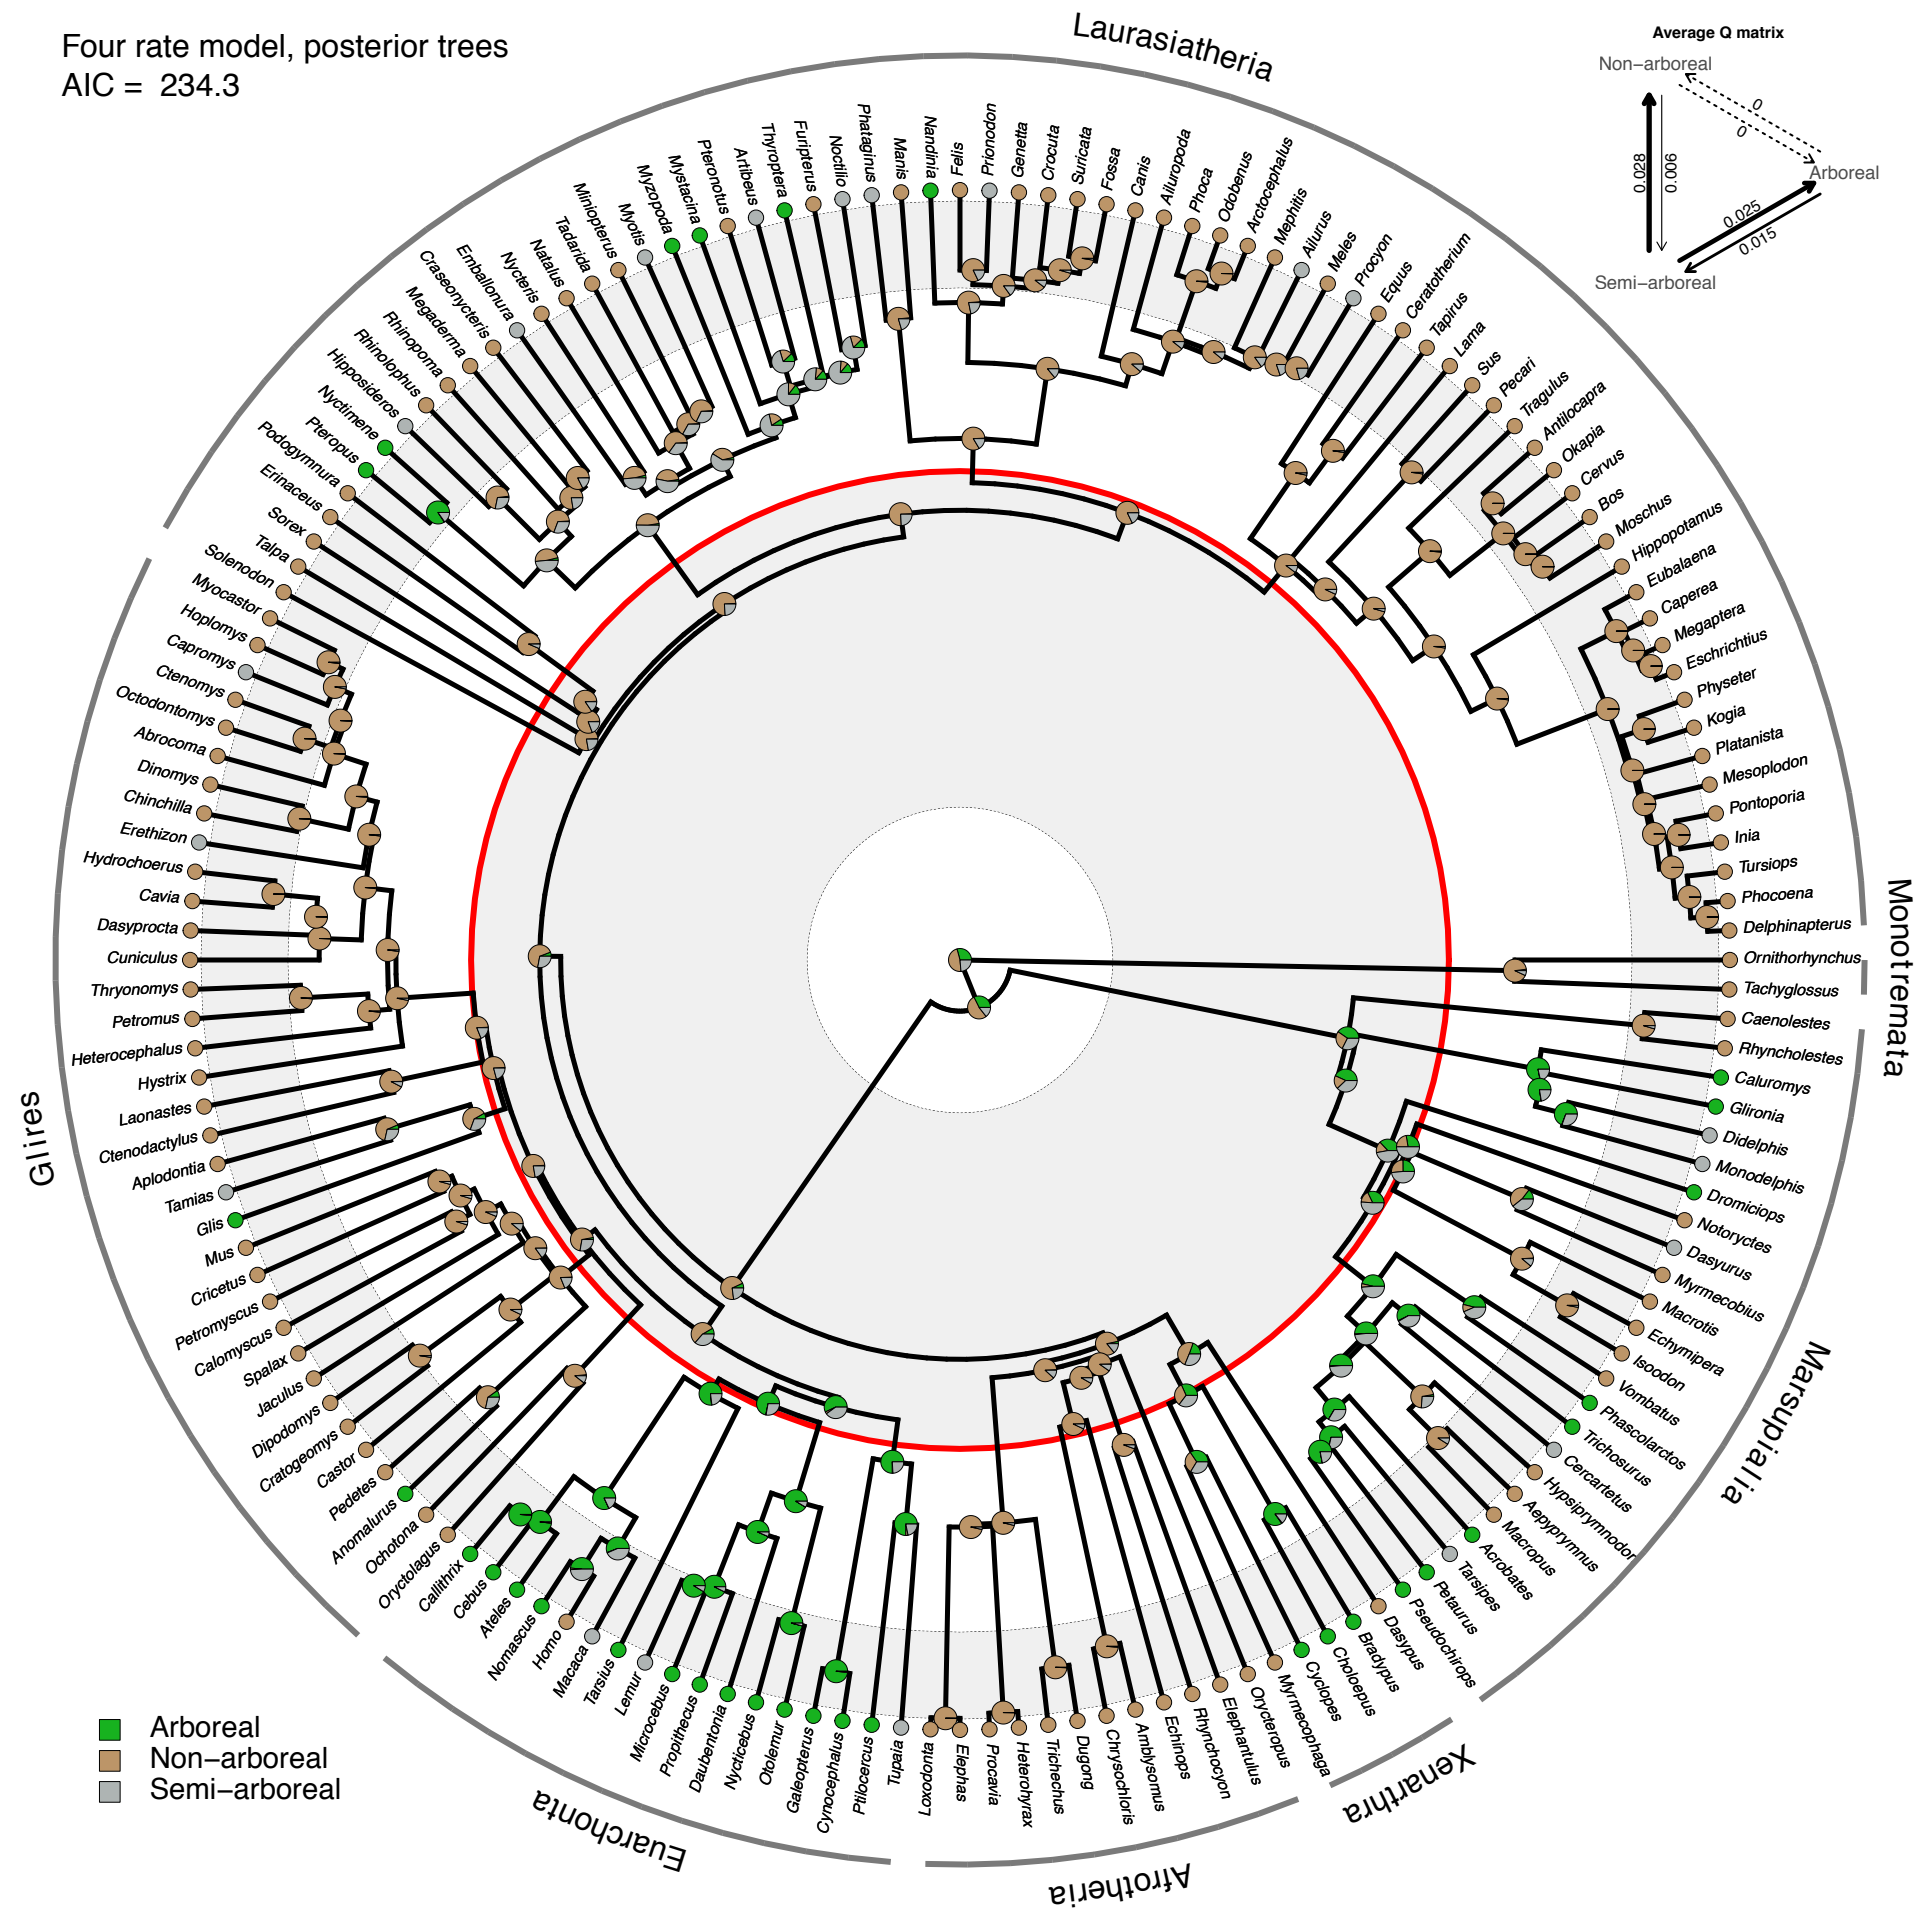 Four rate model, posterior trees
AIC = 234.3
Average Q matrix
Non−arboreal
Arboreal
Semi−arboreal
0
0
0.028
0.006
0.025
0.015
Laurasiatheria
Monotremata
Marsupialia
Xenarthra
Afrotheria
Euarchonta
Glires
Podogymnura
Pteropus
Nyctimene
Hipposideros
Rhinolophus
Rhinopoma
Megaderma
Craseonycteris
Emballonura
Nycteris
Natalus
Tadarida
Miniopterus
Myotis
Myzopoda
Mystacina
Pteronotus
Artibeus
Thyroptera
Furipterus
Noctilio
Phataginus
Manis
Nandinia
Felis
Prionodon
Genetta
Crocuta
Suricata
Fossa
Canis
Ailuropoda
Phoca
Odobenus
Arctocephalus
Mephitis
Ailurus
Meles
Procyon
Equus
Ceratotherium
Tapirus
Lama
Sus
Pecari
Tragulus
Antilocapra
Okapia
Cervus
Bos
Moschus
Hippopotamus
Eubalaena
Caperea
Megaptera
Eschrichtius
Physeter
Kogia
Platanista
Mesoplodon
Pontoporia
Inia
Tursiops
Phocoena
Delphinapterus
Ornithorhynchus
Tachyglossus
Caenolestes
Rhyncholestes
Caluromys
Glironia
Didelphis
Monodelphis
Dromiciops
Notoryctes
Dasyurus
Myrmecobius
Macrotis
Echymipera
Isoodon
Vombatus
Phascolarctos
Trichosurus
Cercartetus
Hypsiprymnodon
Aepyprymnus
Macropus
Acrobates
Tarsipes
Petaurus
Pseudochirops
Dasypus
Bradypus
Choloepus
Cyclopes
Myrmecophaga
Orycteropus
Elephantulus
Rhynchocyon
Echinops
Amblysomus
Chrysochloris
Dugong
Trichechus
Heterohyrax
Procavia
Elephas
Loxodonta
Tupaia
Ptilocercus
Cynocephalus
Galeopterus
Otolemur
Nycticebus
Daubentonia
Propithecus
Microcebus
Lemur
Tarsius
Macaca
Homo
Nomascus
Ateles
Cebus
Callithrix
Oryctolagus
Ochotona
Anomalurus
Pedetes
Castor
Cratogeomys
Dipodomys
Jaculus
Spalax
Calomyscus
Petromyscus
Cricetus
Mus
Glis
Tamias
Aplodontia
Ctenodactylus
Laonastes
Hystrix
Heterocephalus
Petromus
Thryonomys
Cuniculus
Dasyprocta
Cavia
Hydrochoerus
Erethizon
Chinchilla
Dinomys
Abrocoma
Octodontomys
Ctenomys
Capromys
Hoplomys
Myocastor
Solenodon
Talpa
Sorex
Erinaceus
Arboreal
Non−arboreal
Semi−arboreal